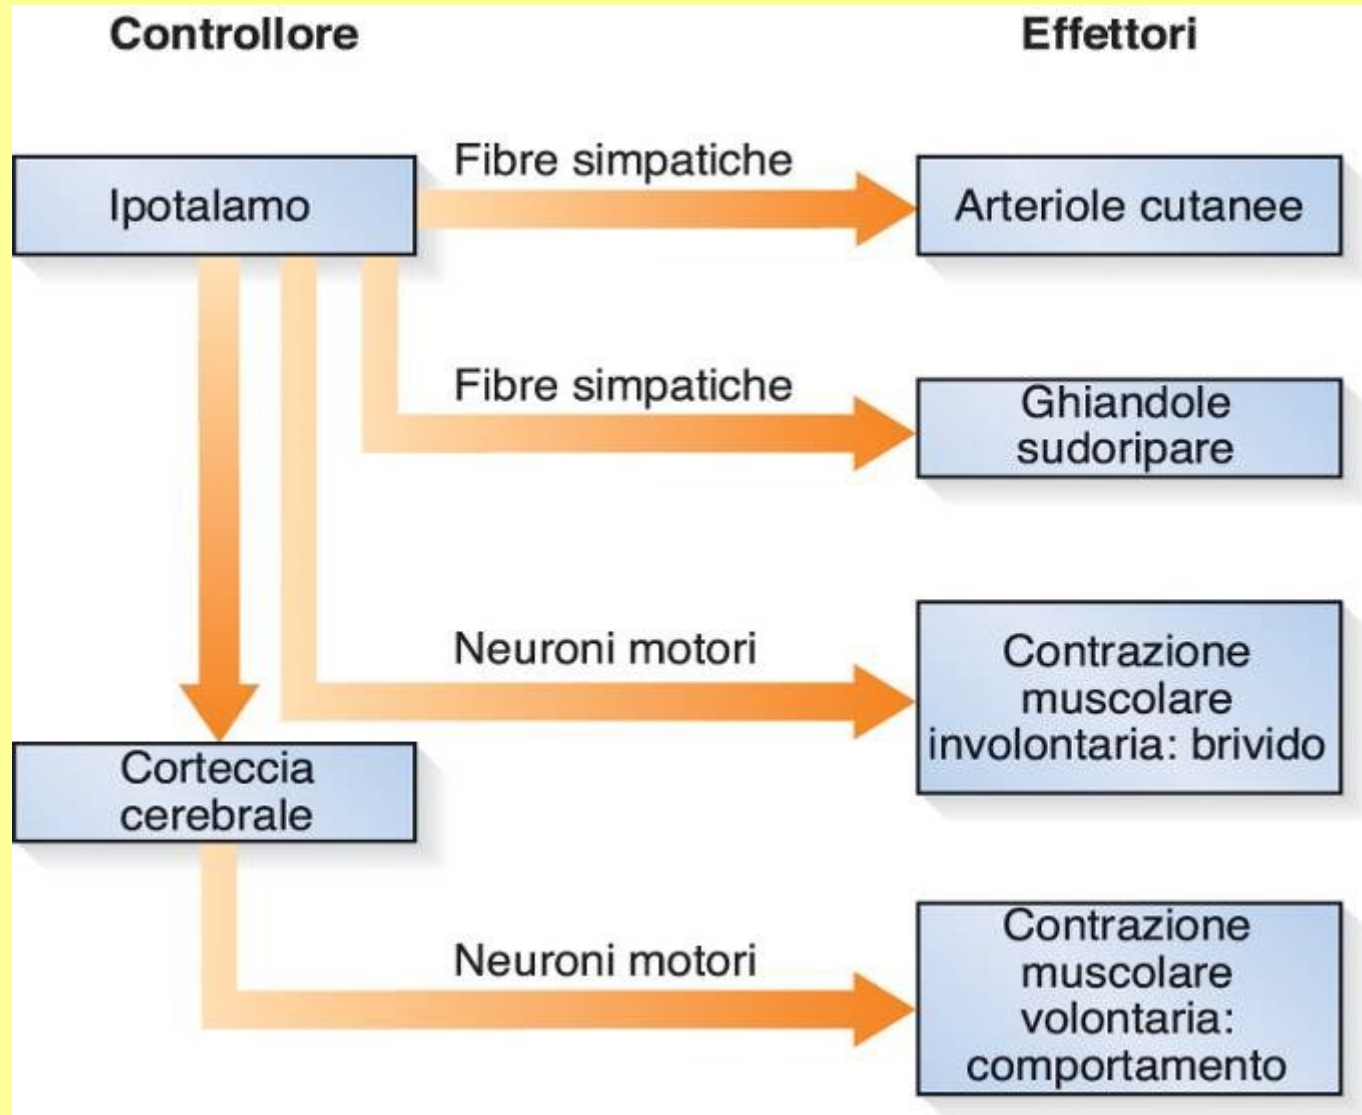 Controllore
Effettori
Ipotalamo
Fibre simpatiche
Arteriole cutanee
Fibre simpatiche
Ghiandole
sudoripare
Neuroni motori
Contrazione
muscolare
involontaria: brivido
Corteccia
cerebrale
Neuroni motori
Contrazione
muscolare
volontaria:
comportamento